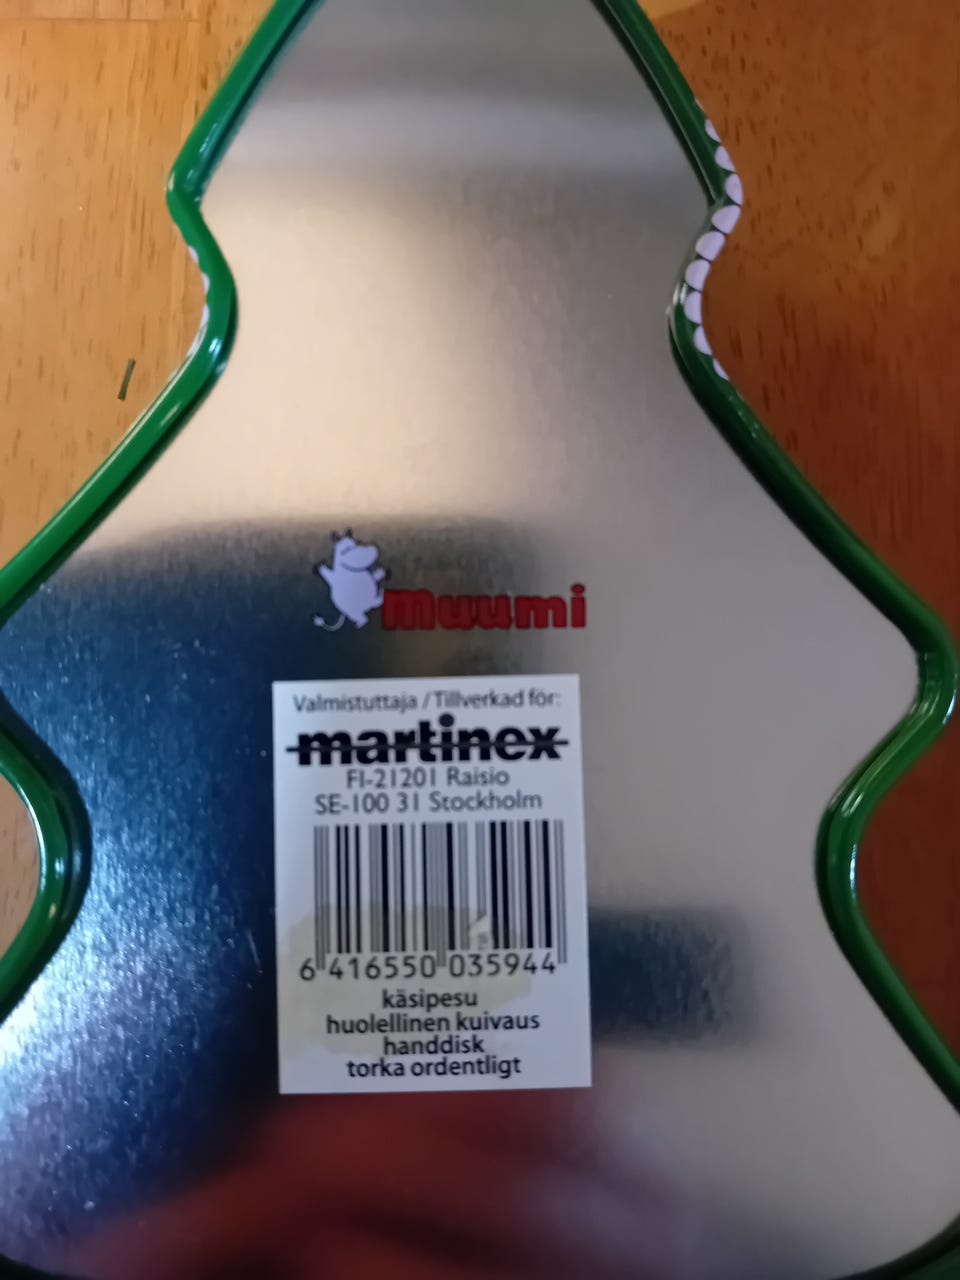 muumi
Valmistuttaja / Tillverkad för:
martinex
FI-21201 Raisio
SE-100 31 Stockholm
6 416550 035944
käsipesu
huolellinen kuivaus
handdisk
torka ordentligt